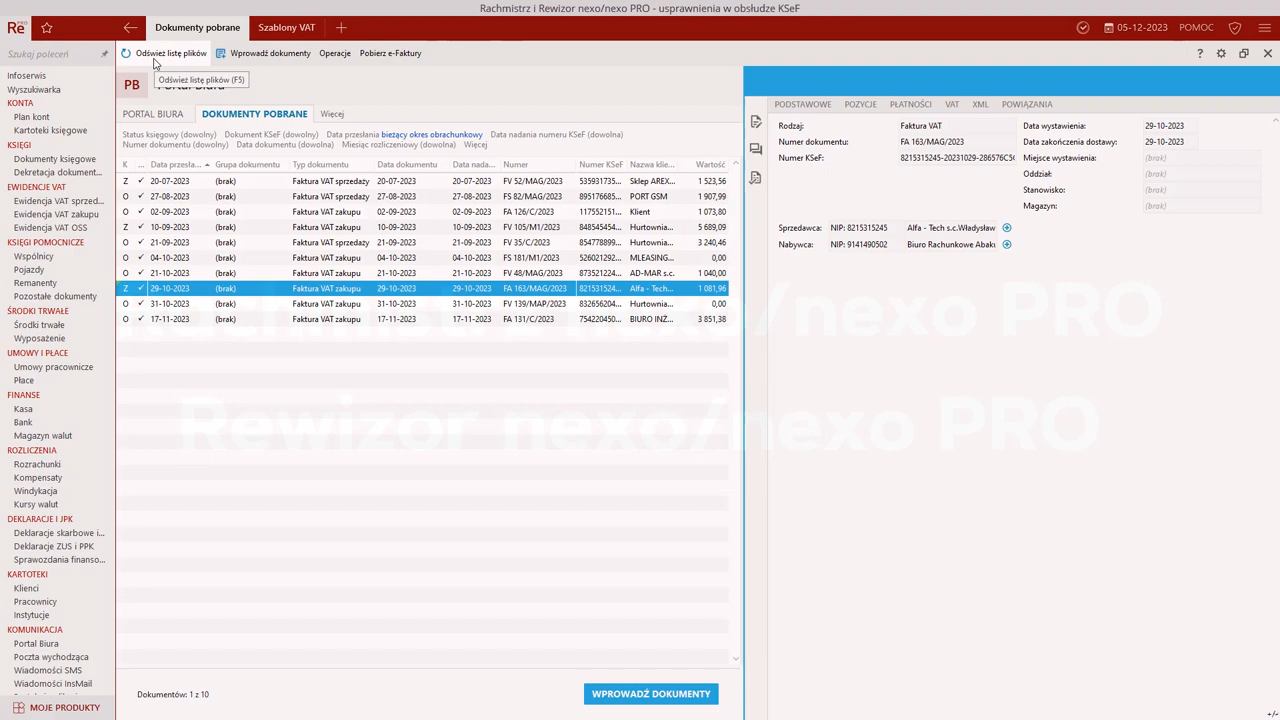 Rachmistrz i Rewizor nexo/nexo PRO - usprawnienia w obsłudze KSeF
Re PRO Dokumenty pobrane Szablony VAT 05-12-2023 POMOC
Szukaj poleceń Odśwież listę plików Wprowadź dokumenty Operacje Pobierz e-Faktury
Odśwież listę plików (F5)
Infoserwis
Wyszukiwarka
KONTA
Plan kont
Kartoteki księgowe
KSIĘGI
Dokumenty księgowe
Dekretacja dokument...
EWIDENCJE VAT
Ewidencja VAT sprzed...
Ewidencja VAT zakupu
Ewidencja VAT OSS
KSIĘGI POMOCNICZE
Wspólnicy
Pojazdy
Remanenty
Pozostałe dokumenty
ŚRODKI TRWAŁE
Środki trwałe
Wyposażenie
UMOWY I PŁACE
Umowy pracownicze
Płace
FINANSE
Kasa
Bank
Magazyn walut
ROZLICZENIA
Rozrachunki
Kompensaty
Windykacja
Kursy walut
DEKLARACJE I JPK
Deklaracje skarbowe i...
Deklaracje ZUS i PPK
Sprawozdania finanso...
KARTOTEKI
Klienci
Pracownicy
Instytucje
KOMUNIKACJA
Portal Biura
Poczta wychodząca
Wiadomości SMS
Wiadomości InsMail
MOJE PRODUKTY
PB Portal Biura
PORTAL BIURA DOKUMENTY POBRANE Więcej
Status księgowy (dowolny) Dokument KSeF (dowolny) Data przesłania bieżący okres obrachunkowy Data nadania numeru KSeF (dowolna)
Numer dokumentu (dowolny) Data dokumentu (dowolna) Miesiąc rozliczeniowy (dowolna) Więcej
K ... Data przesła... Grupa dokumentu Typ dokumentu Data dokumentu Data nada... Numer Numer KSeF Nazwa klie... Wartość
Z 20-07-2023 (brak) Faktura VAT sprzedaży 20-07-2023 20-07-2023 FV 52/MAG/2023 535931735... Sklep AREX... 1 523,56
O 27-08-2023 (brak) Faktura VAT sprzedaży 27-08-2023 27-08-2023 FS 82/MAG/2023 895176685... PORT GSM 1 907,99
O 02-09-2023 (brak) Faktura VAT zakupu 02-09-2023 02-09-2023 FA 126/C/2023 117552151... Klient 1 073,80
Z 10-09-2023 (brak) Faktura VAT zakupu 10-09-2023 10-09-2023 FV 105/M1/2023 848545454... Hurtownia... 5 689,09
O 21-09-2023 (brak) Faktura VAT sprzedaży 21-09-2023 21-09-2023 FV 35/C/2023 854778899... Hurtownia... 3 240,46
O 04-10-2023 (brak) Faktura VAT zakupu 04-10-2023 04-10-2023 FS 181/M1/2023 526021292... MLEASING... 0,00
O 21-10-2023 (brak) Faktura VAT zakupu 21-10-2023 21-10-2023 FV 48/MAG/2023 873521224... AD-MAR s.c. 1 040,00
Z 29-10-2023 (brak) Faktura VAT zakupu 29-10-2023 29-10-2023 FA 163/MAG/2023 821531524... Alfa - Tech... 1 081,96
O 31-10-2023 (brak) Faktura VAT zakupu 31-10-2023 31-10-2023 FV 139/MAP/2023 832656204... Hurtownia... 0,00
O 17-11-2023 (brak) Faktura VAT zakupu 17-11-2023 17-11-2023 FA 131/C/2023 754220450... BIURO INŻ... 3 851,38
Dokumentów: 1 z 10 WPROWADŹ DOKUMENTY
PODSTAWOWE POZYCJE PŁATNOŚCI VAT XML POWIĄZANIA
Rodzaj: Faktura VAT Data wystawienia: 29-10-2023
Numer dokumentu: FA 163/MAG/2023 Data zakończenia dostawy: 29-10-2023
Numer KSeF: 8215315245-20231029-286576C5 Miejsce wystawienia: (brak)
Oddział: (brak)
Stanowisko: (brak)
Magazyn: (brak)
Sprzedawca: NIP: 8215315245 Alfa - Tech s.c.Władysław
Nabywca: NIP: 9141490502 Biuro Rachunkowe Abaku
Rachmistrz nexo/nexo PRO
Rewizor nexo/nexo PRO
+/-